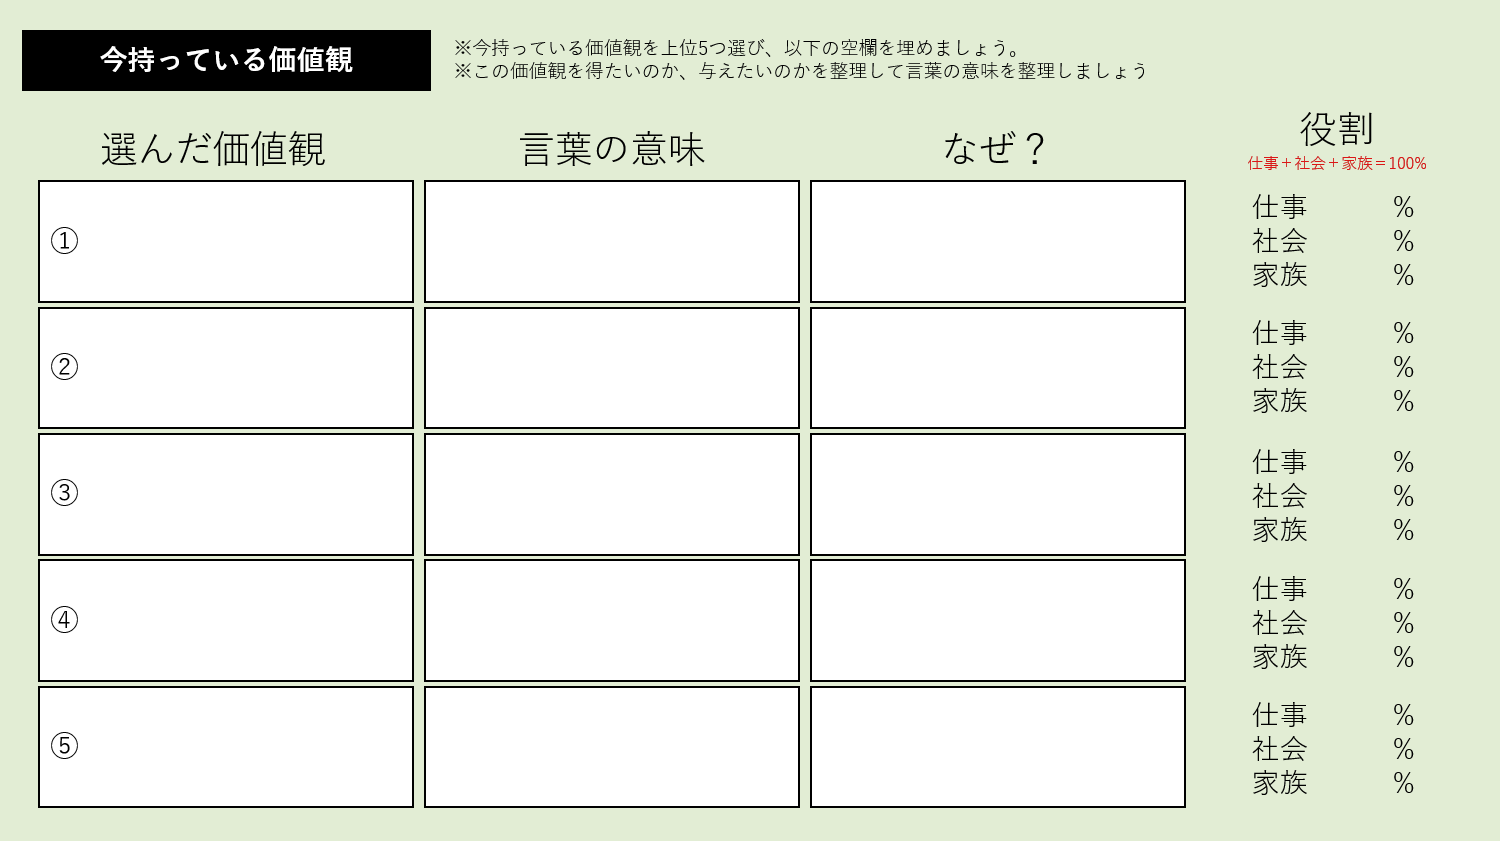 今持っている価値観
※今持っている価値観を上位5つ選び、以下の空欄を埋めましょう。
※この価値観を得たいのか、与えたいのかを整理して言葉の意味を整理しましょう
選んだ価値観 言葉の意味 なぜ？ 役割
仕事＋社会＋家族＝100%
①
仕事 %
社会 %
家族 %
②
仕事 %
社会 %
家族 %
③
仕事 %
社会 %
家族 %
④
仕事 %
社会 %
家族 %
⑤
仕事 %
社会 %
家族 %